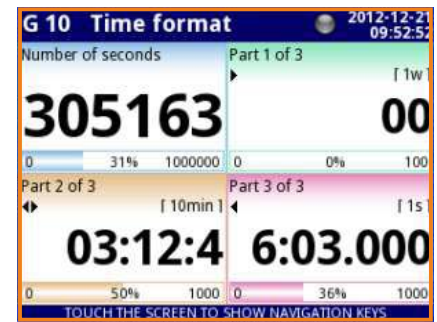 G 10 Time format
2012-12-21
09:52:52
Number of seconds
305163
0 31% 1000000
Part 1 of 3
[ 1w ]
00
0 0% 100
Part 2 of 3
[ 10min ]
03:12:4
0 50% 1000
Part 3 of 3
[ 1s ]
6:03.000
0 36% 1000
TOUCH THE SCREEN TO SHOW NAVIGATION KEYS